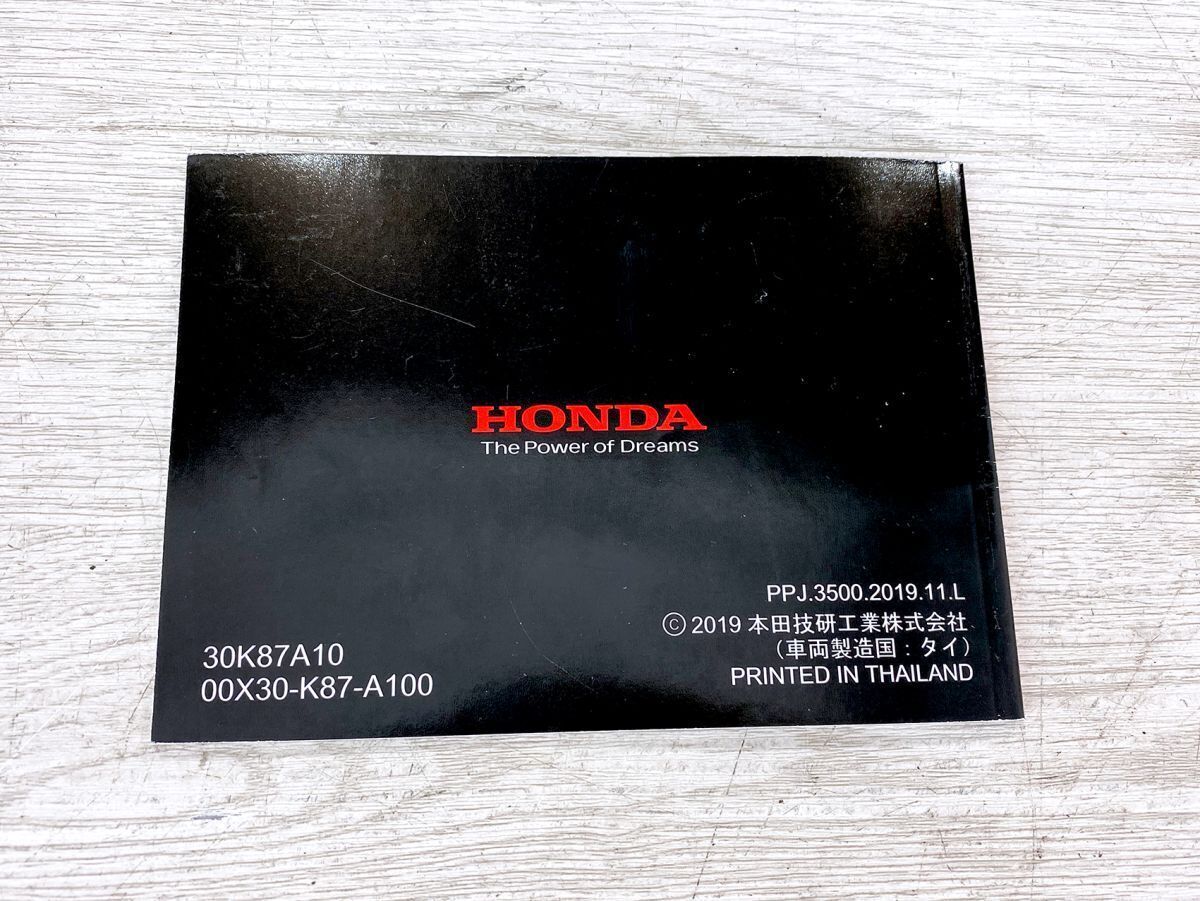 HONDA
The Power of Dreams
30K87A10
00X30-K87-A100
PPJ.3500.2019.11.L
© 2019 本田技研工業株式会社
（車両製造国：タイ）
PRINTED IN THAILAND